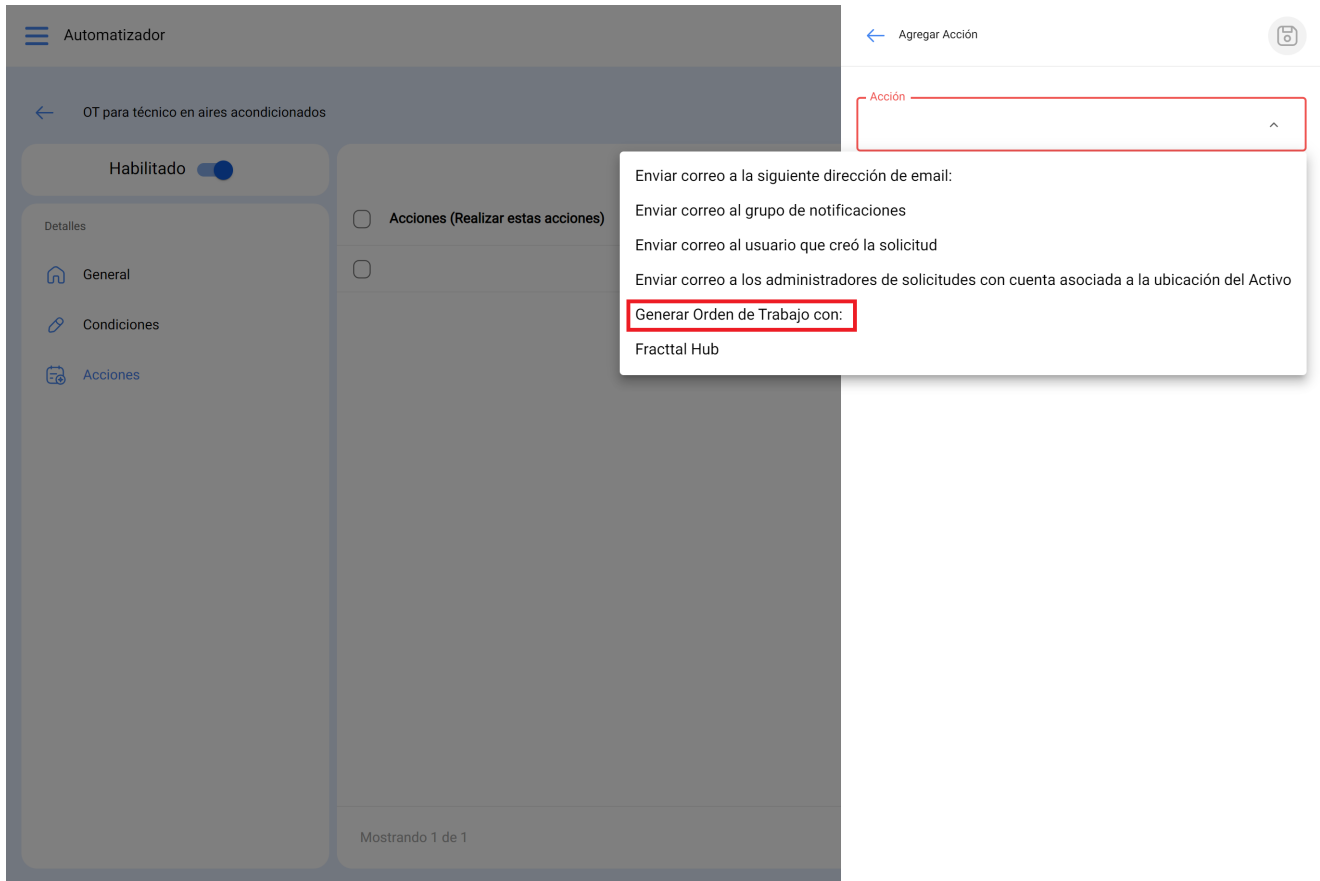 Automatizador
Agregar Acción
OT para técnico en aires acondicionados
Acción
Habilitado
Detalles
General
Condiciones
Acciones
Acciones (Realizar estas acciones)
Enviar correo a la siguiente dirección de email:
Enviar correo al grupo de notificaciones
Enviar correo al usuario que creó la solicitud
Enviar correo a los administradores de solicitudes con cuenta asociada a la ubicación del Activo
Generar Orden de Trabajo con:
Fracttal Hub
Mostrando 1 de 1